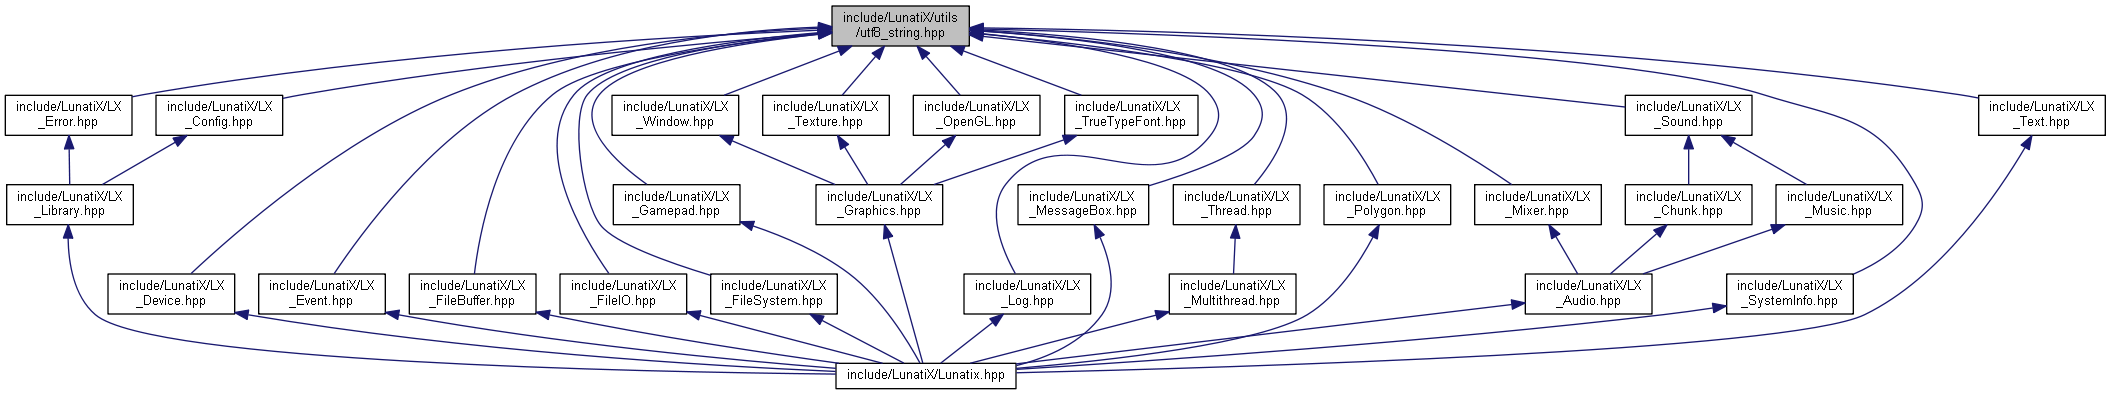 include/LunatiX/utils
/utf8_string.hpp
include/LunatiX/LX
_Error.hpp
include/LunatiX/LX
_Config.hpp
include/LunatiX/LX
_Window.hpp
include/LunatiX/LX
_Texture.hpp
include/LunatiX/LX
_OpenGL.hpp
include/LunatiX/LX
_TrueTypeFont.hpp
include/LunatiX/LX
_Sound.hpp
include/LunatiX/LX
_Text.hpp
include/LunatiX/LX
_Library.hpp
include/LunatiX/LX
_Gamepad.hpp
include/LunatiX/LX
_Graphics.hpp
include/LunatiX/LX
_MessageBox.hpp
include/LunatiX/LX
_Thread.hpp
include/LunatiX/LX
_Polygon.hpp
include/LunatiX/LX
_Mixer.hpp
include/LunatiX/LX
_Chunk.hpp
include/LunatiX/LX
_Music.hpp
include/LunatiX/LX
_Device.hpp
include/LunatiX/LX
_Event.hpp
include/LunatiX/LX
_FileBuffer.hpp
include/LunatiX/LX
_FileIO.hpp
include/LunatiX/LX
_FileSystem.hpp
include/LunatiX/LX
_Log.hpp
include/LunatiX/LX
_Multithread.hpp
include/LunatiX/LX
_Audio.hpp
include/LunatiX/LX
_SystemInfo.hpp
include/LunatiX/Lunatix.hpp